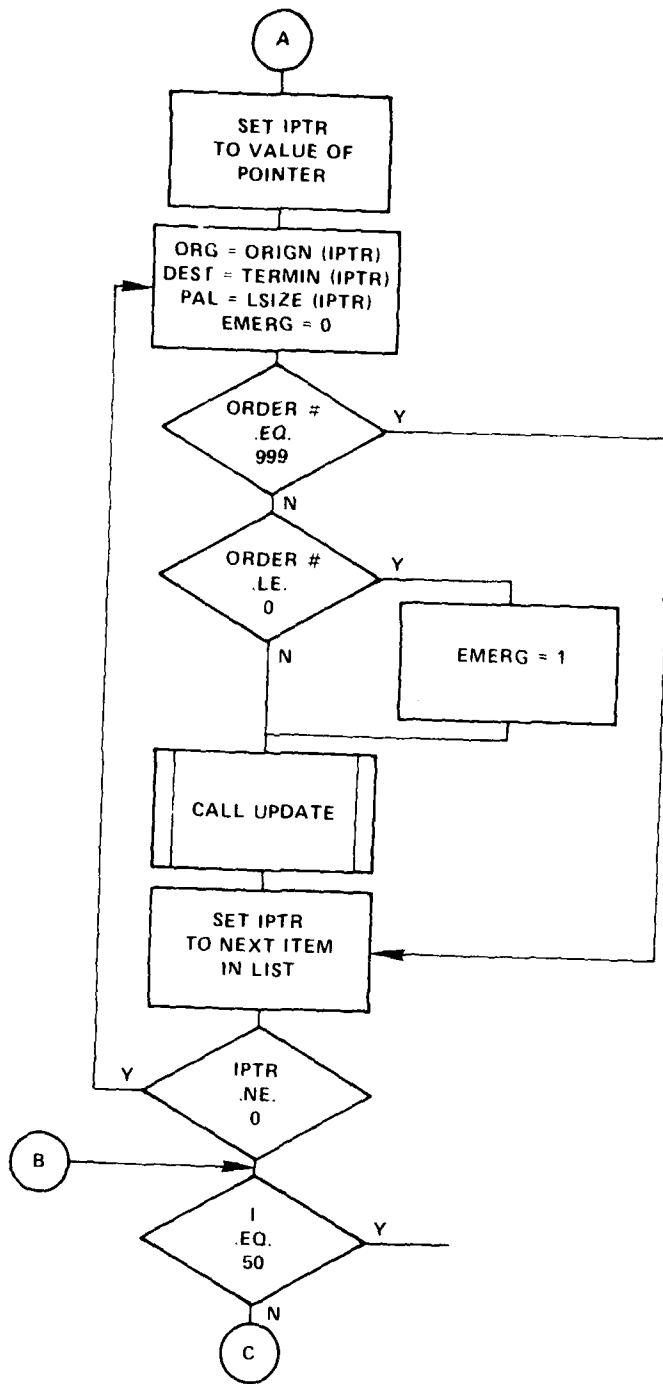 A
SET IPTR
TO VALUE OF
POINTER
ORG = ORIGN (IPTR)
DEST = TERMIN (IPTR)
PAL = LSIZE (IPTR)
EMERG = 0
ORDER #
.EQ.
999
Y
N
ORDER #
.LE.
0
Y
N
EMERG = 1
CALL UPDATE
SET IPTR
TO NEXT ITEM
IN LIST
Y
IPTR
.NE.
0
B
I
.EQ.
50
Y
N
C